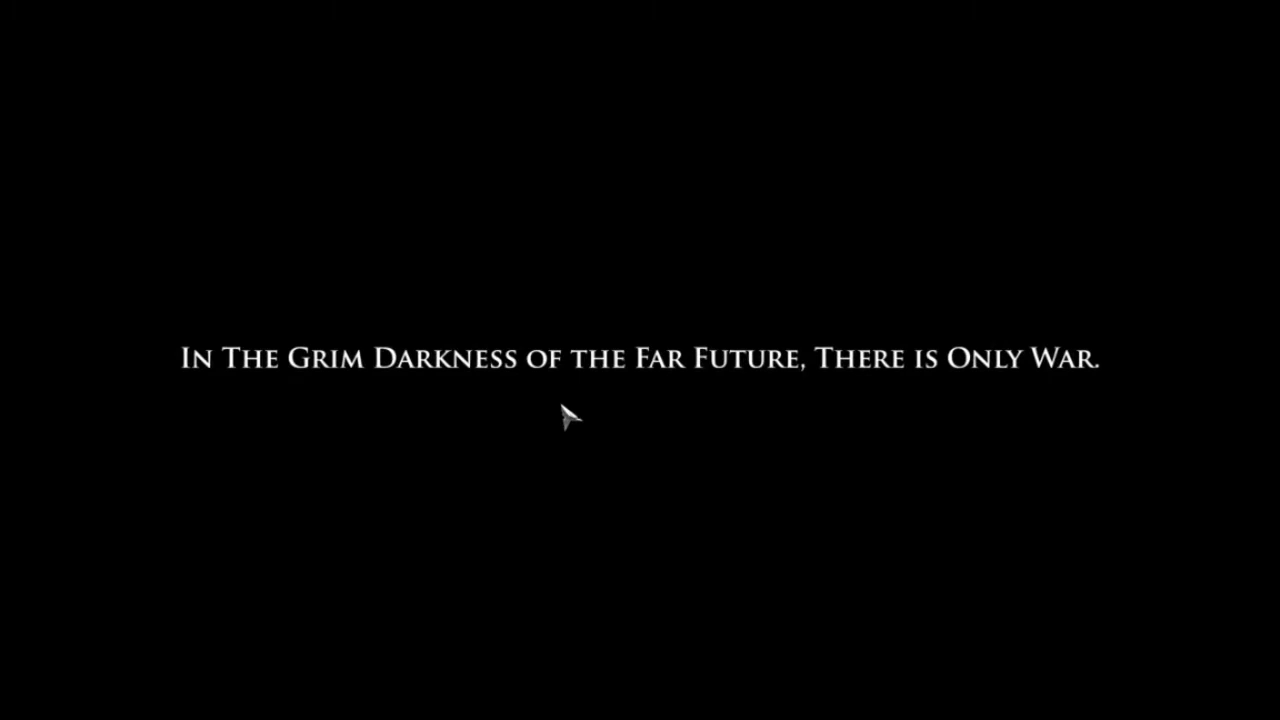 In The Grim Darkness of the Far Future, There is Only War.